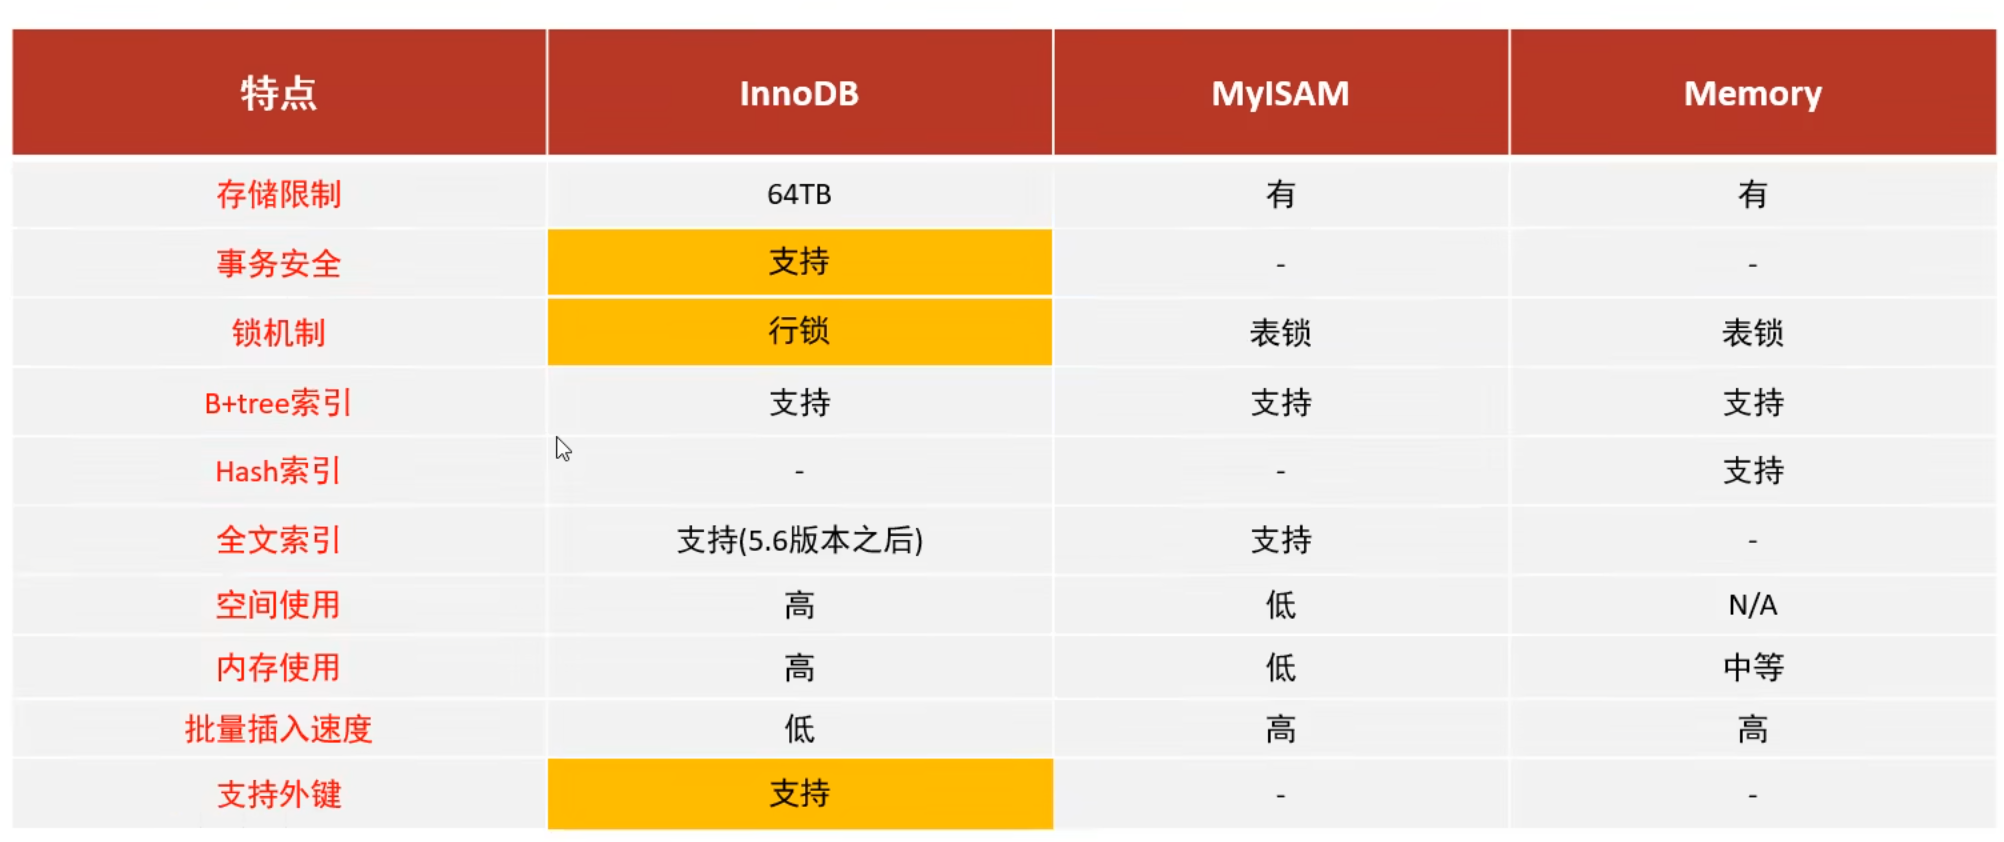 特点 InnoDB MyISAM Memory
存储限制 64TB 有 有
事务安全 支持 - -
锁机制 行锁 表锁 表锁
B+tree索引 支持 支持 支持
Hash索引 - - 支持
全文索引 支持(5.6版本之后) 支持 -
空间使用 高 低 N/A
内存使用 高 低 中等
批量插入速度 低 高 高
支持外键 支持 - -